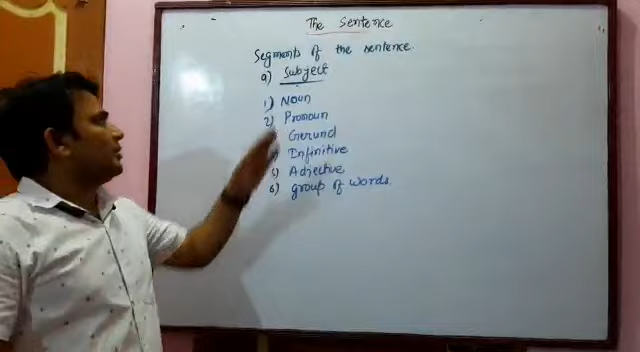 The Sentence
Segments of the sentence.
a) Subject
1) Noun
2) Pronoun
) Gerund
) Infinitive
5) Adjective
6) group of words.